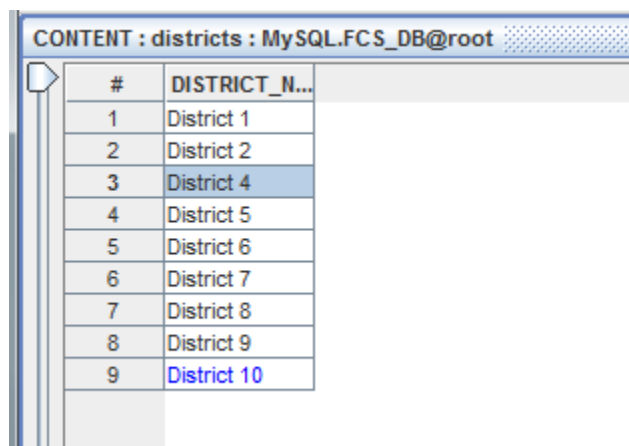 CONTENT : districts : MySQL.FCS_DB@root
# DISTRICT_N...
1 District 1
2 District 2
3 District 4
4 District 5
5 District 6
6 District 7
7 District 8
8 District 9
9 District 10